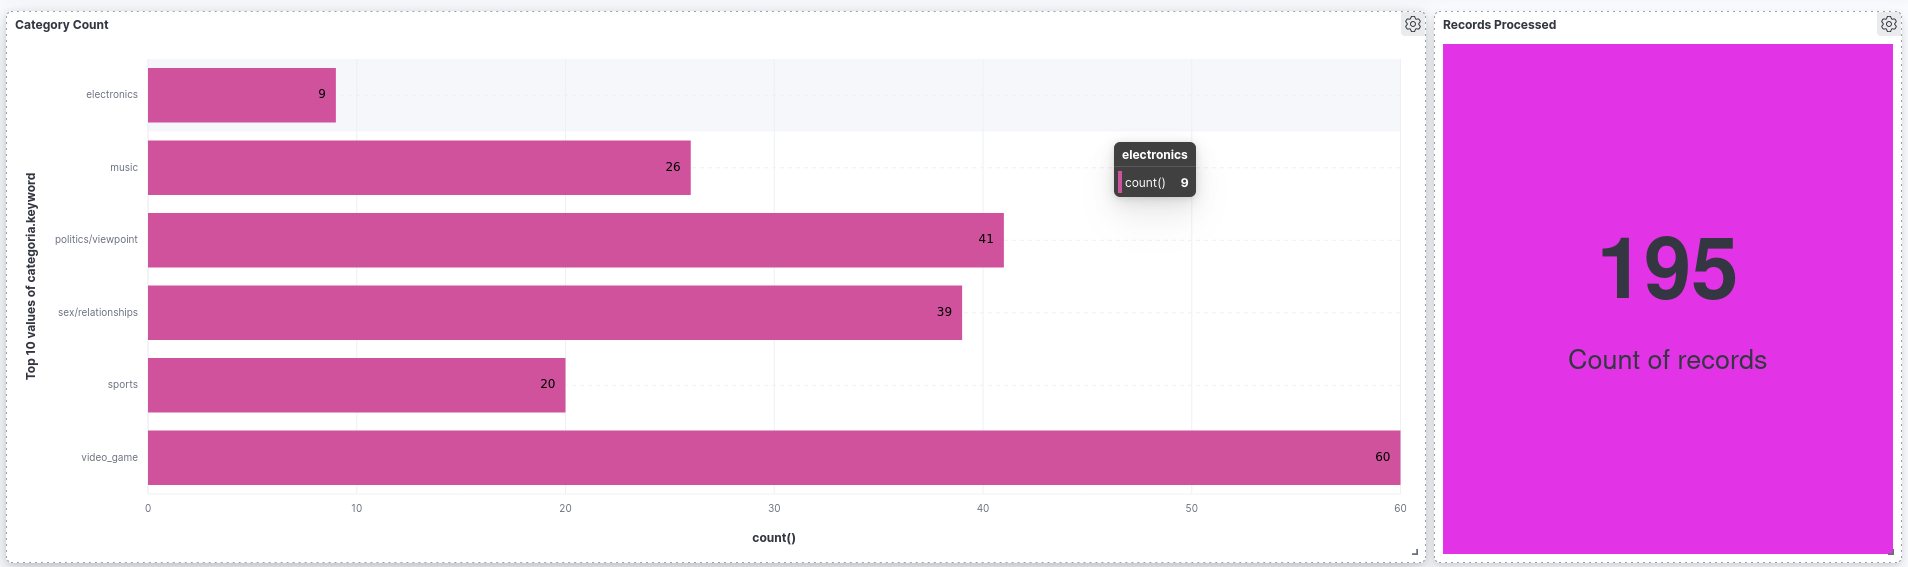 Category Count
Top 10 values of categoria.keyword
electronics
9
music
26
politics/viewpoint
41
sex/relationships
39
sports
20
video_game
60
0 10 20 30 40 50 60
count()
electronics
count() 9
Records Processed
195
Count of records